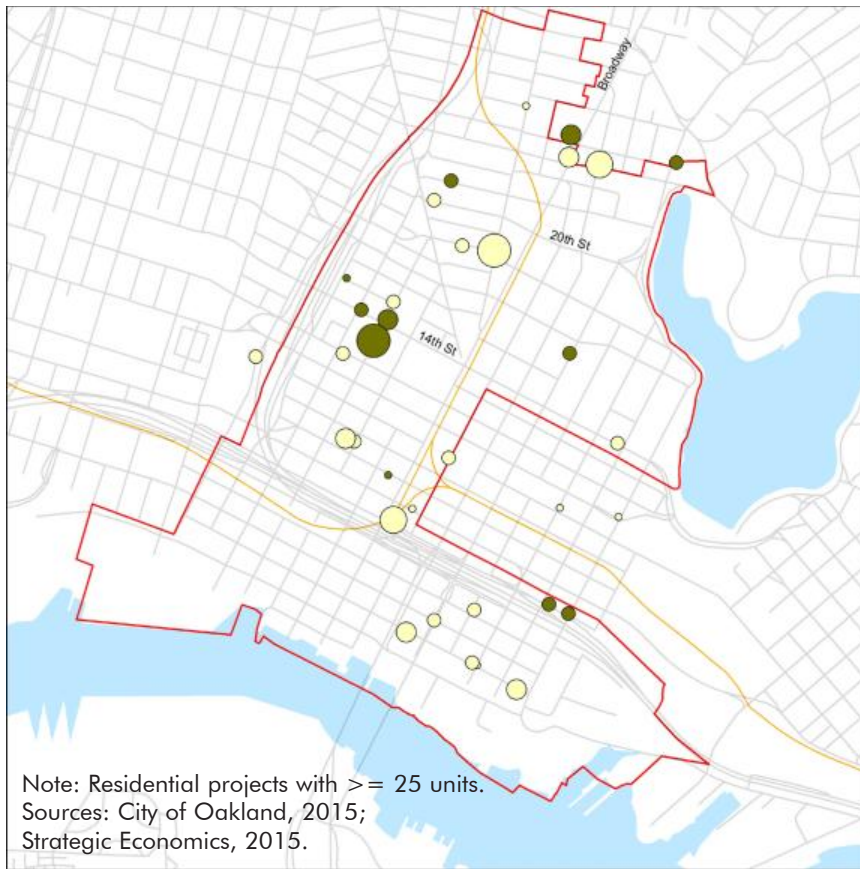 Broadway
20th St
14th St
Note: Residential projects with >= 25 units.
Sources: City of Oakland, 2015;
Strategic Economics, 2015.